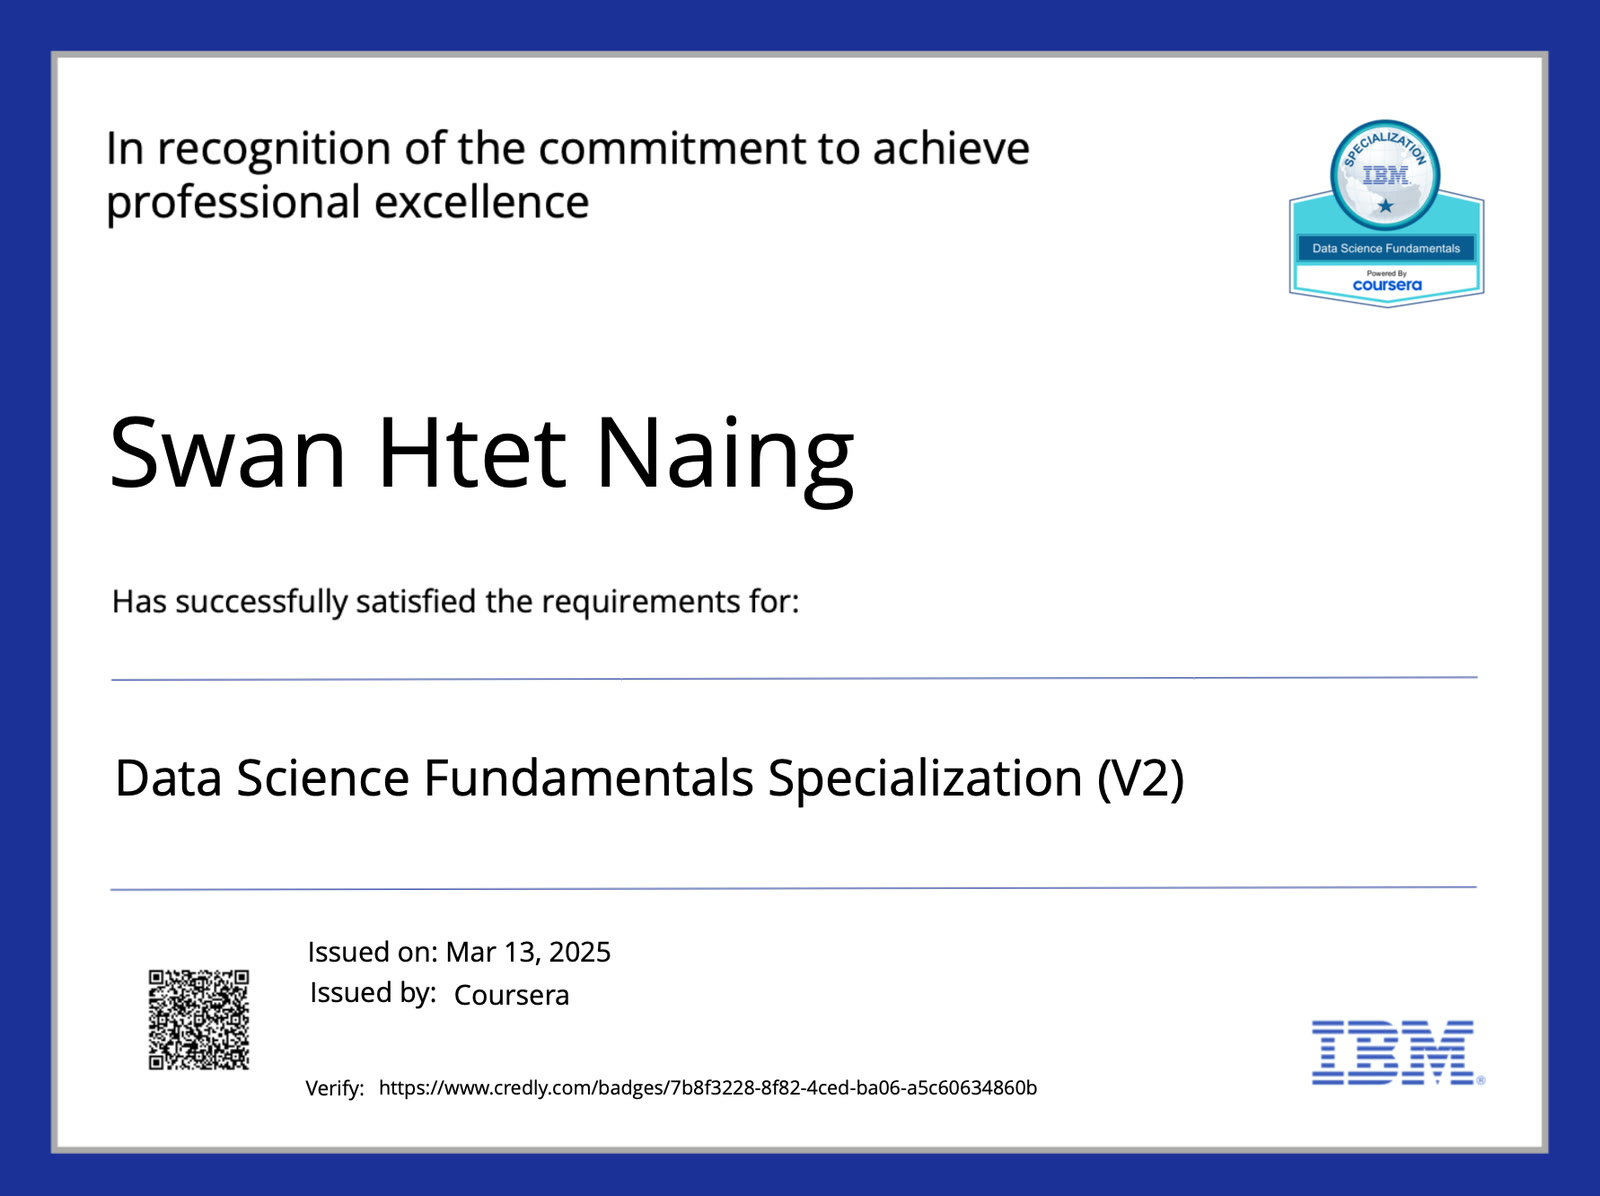 In recognition of the commitment to achieve
professional excellence
SPECIALIZATION
IBM
Data Science Fundamentals
Powered By
coursera
Swan Htet Naing
Has successfully satisfied the requirements for:
Data Science Fundamentals Specialization (V2)
Issued on: Mar 13, 2025
Issued by: Coursera
Verify: https://www.credly.com/badges/7b8f3228-8f82-4ced-ba06-a5c60634860b
IBM®